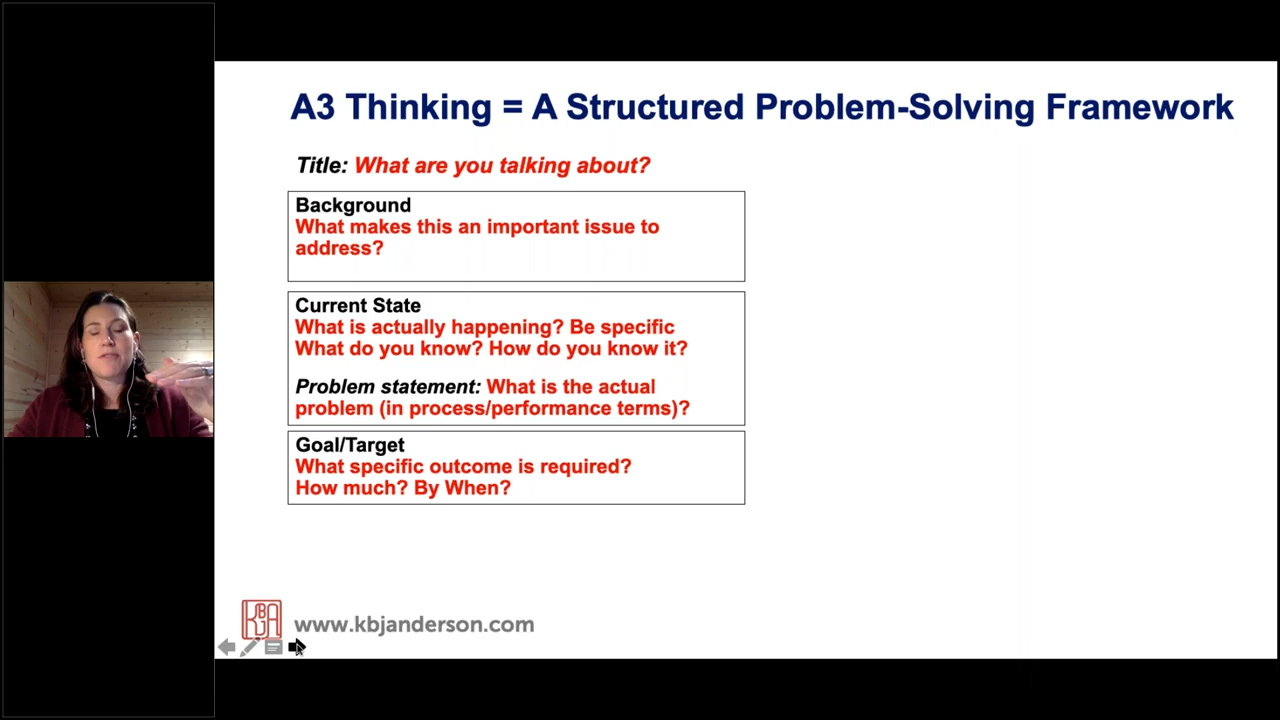 A3 Thinking = A Structured Problem-Solving Framework
Title: What are you talking about?
Background
What makes this an important issue to
address?
Current State
What is actually happening? Be specific
What do you know? How do you know it?
Problem statement: What is the actual
problem (in process/performance terms)?
Goal/Target
What specific outcome is required?
How much? By When?
KBJA
www.kbjanderson.com